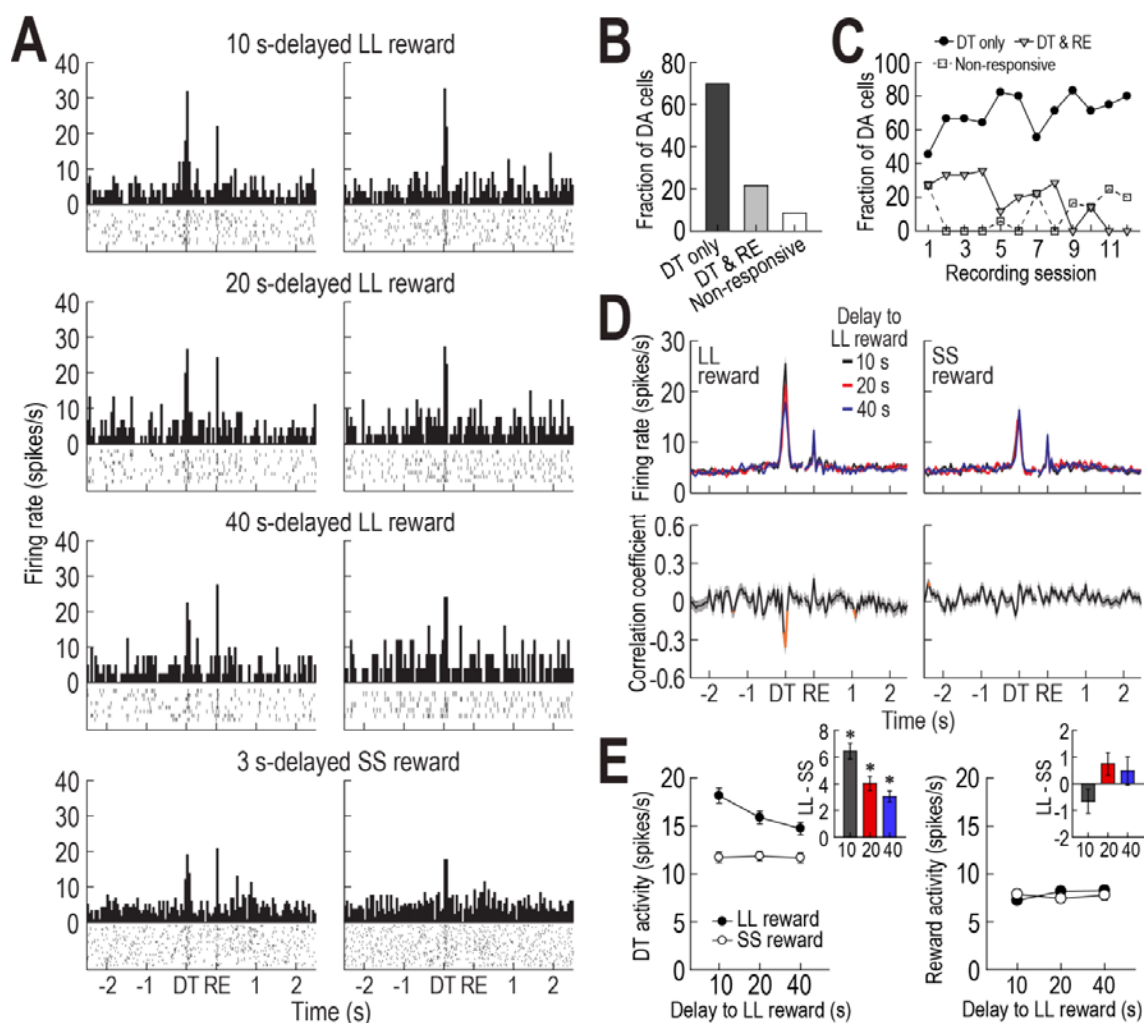 A
10 s-delayed LL reward
40
30
20
10
0
20 s-delayed LL reward
40
30
20
10
0
40 s-delayed LL reward
40
30
20
10
0
3 s-delayed SS reward
40
30
20
10
0
Firing rate (spikes/s)
-2 -1 DT RE 1 2
-2 -1 DT RE 1 2
Time (s)
B
80
60
40
20
0
Fraction of DA cells
DT only
DT & RE
Non-responsive
C
DT only DT & RE
Non-responsive
100
80
60
40
20
0
Fraction of DA cells
1 3 5 7 9 11
Recording session
D
Delay to
LL reward
10 s
20 s
40 s
LL
reward
SS
reward
30
20
10
0
Firing rate (spikes/s)
0.6
0.3
0
-0.3
-0.6
Correlation coefficient
-2 -1 DT RE 1 2
-2 -1 DT RE 1 2
Time (s)
E
20
15
10
5
0
DT activity (spikes/s)
LL reward
SS reward
10 20 40
Delay to LL reward (s)
8
6
4
2
0
LL - SS
* * *
10 20 40
20
15
10
5
0
Reward activity (spikes/s)
10 20 40
Delay to LL reward (s)
2
1
0
-1
-2
LL - SS
10 20 40